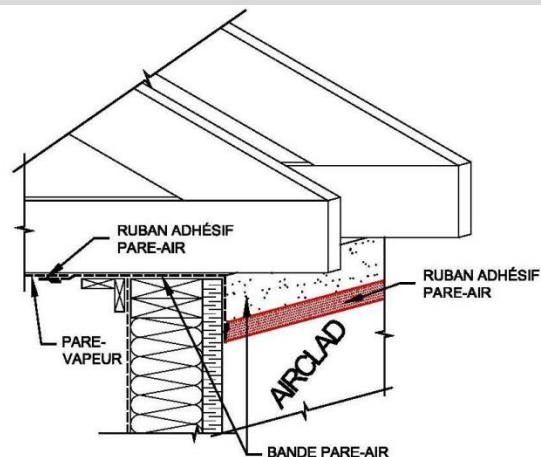 RUBAN ADHÉSIF
PARE-AIR
RUBAN ADHÉSIF
PARE-AIR
PARE-
VAPEUR
AIRCLAD
BANDE PARE-AIR